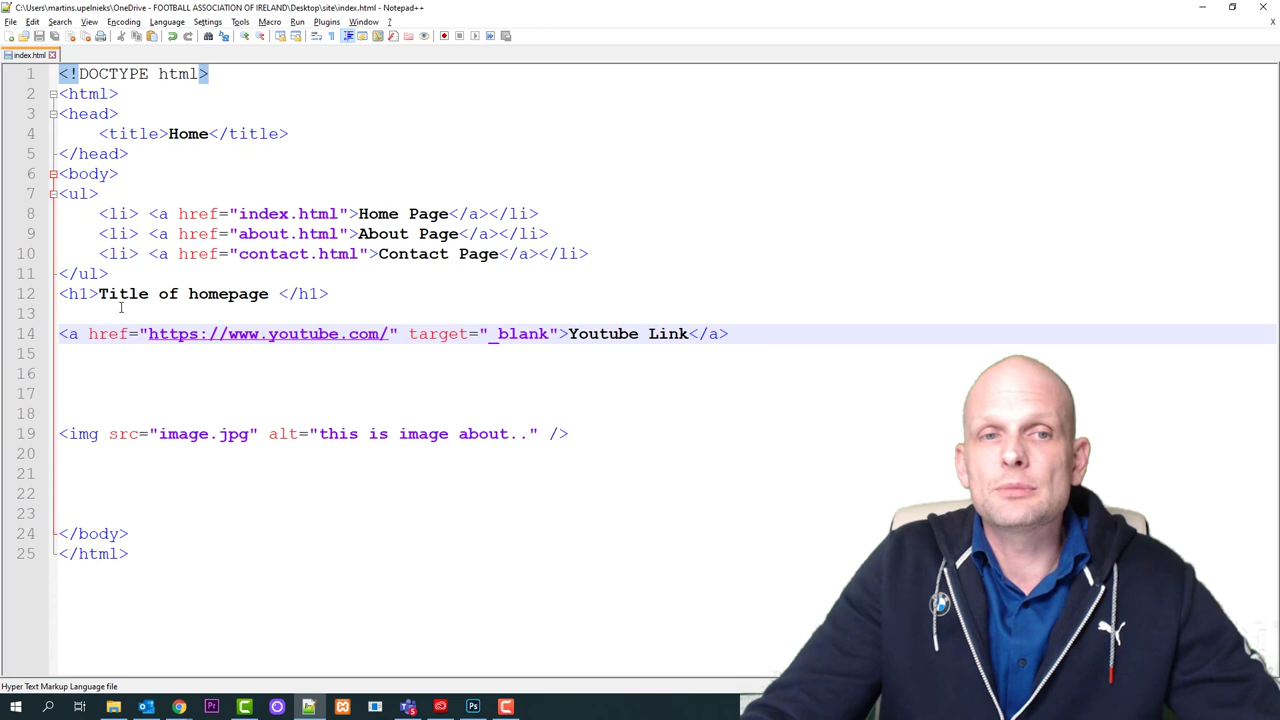 C:\Users\martins.upelnieks\OneDrive - FOOTBALL ASSOCIATION OF IRELAND\Desktop\site\index.html - Notepad++
File Edit Search View Encoding Language Settings Tools Macro Run Plugins Window ? X
index.html
1 <!DOCTYPE html>
2 <html>
3 <head>
4 <title>Home</title>
5 </head>
6 <body>
7 <ul>
8 <li> <a href="index.html">Home Page</a></li>
9 <li> <a href="about.html">About Page</a></li>
10 <li> <a href="contact.html">Contact Page</a></li>
11 </ul>
12 <h1>Title of homepage </h1>
13
14 <a href="https://www.youtube.com/" target="_blank">Youtube Link</a>
15
16
17
18
19 <img src="image.jpg" alt="this is image about.." />
20
21
22
23
24 </body>
25 </html>
Hyper Text Markup Language file